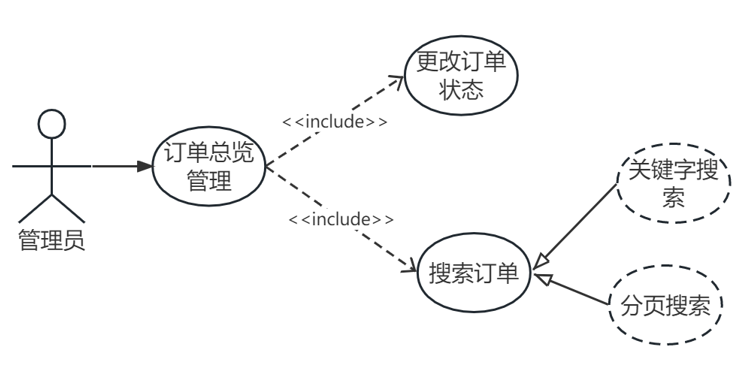 更改订单
状态
<<include>>
订单总览
管理
管理员
<<include>>
搜索订单
关键字搜
索
分页搜索